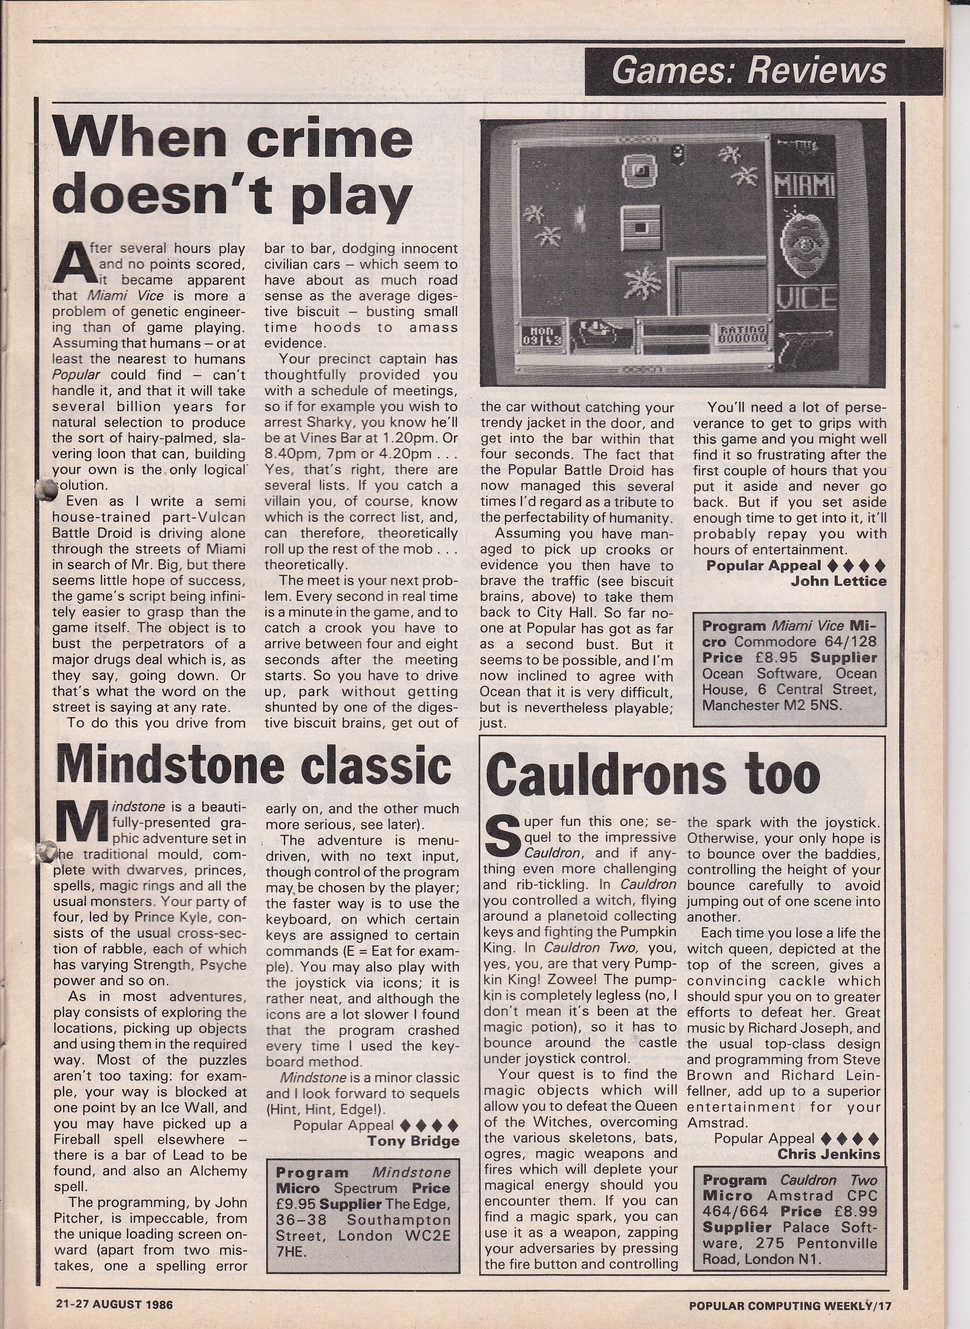 Games: Reviews
When crime
doesn't play
After several hours play
and no points scored,
it became apparent
that Miami Vice is more a
problem of genetic engineer-
ing than of game playing.
Assuming that humans – or at
least the nearest to humans
Popular could find – can't
handle it, and that it will take
several billion years for
natural selection to produce
the sort of hairy-palmed, sla-
vering loon that can, building
your own is the only logical
solution.
Even as I write a semi
house-trained part-Vulcan
Battle Droid is driving alone
through the streets of Miami
in search of Mr. Big, but there
seems little hope of success,
the game's script being infini-
tely easier to grasp than the
game itself. The object is to
bust the perpetrators of a
major drugs deal which is, as
they say, going down. Or
that's what the word on the
street is saying at any rate.
To do this you drive from
bar to bar, dodging innocent
civilian cars – which seem to
have about as much road
sense as the average diges-
tive biscuit – busting small
time hoods to amass
evidence.
Your precinct captain has
thoughtfully provided you
with a schedule of meetings,
so if for example you wish to
arrest Sharky, you know he'll
be at Vines Bar at 1.20pm. Or
8.40pm, 7pm or 4.20pm . . .
Yes, that's right, there are
several lists. If you catch a
villain you, of course, know
which is the correct list, and,
can therefore, theoretically
roll up the rest of the mob . . .
theoretically.
The meet is your next prob-
lem. Every second in real time
is a minute in the game, and to
catch a crook you have to
arrive between four and eight
seconds after the meeting
starts. So you have to drive
up, park without getting
shunted by one of the diges-
tive biscuit brains, get out of
MIAMI
VICE
MON
09:43
RATING
000000
the car without catching your
trendy jacket in the door, and
get into the bar within that
four seconds. The fact that
the Popular Battle Droid has
now managed this several
times I'd regard as a tribute to
the perfectability of humanity.
Assuming you have man-
aged to pick up crooks or
evidence you then have to
brave the traffic (see biscuit
brains, above) to take them
back to City Hall. So far no-
one at Popular has got as far
as a second bust. But it
seems to be possible, and I'm
now inclined to agree with
Ocean that it is very difficult,
but is nevertheless playable;
just.
You'll need a lot of perse-
verance to get to grips with
this game and you might well
find it so frustrating after the
first couple of hours that you
put it aside and never go
back. But if you set aside
enough time to get into it, it'll
probably repay you with
hours of entertainment.
Popular Appeal ♦ ♦ ♦ ♦
John Lettice
Program Miami Vice Mi-
cro Commodore 64/128
Price £8.95 Supplier
Ocean Software, Ocean
House, 6 Central Street,
Manchester M2 5NS.
Mindstone classic
Mindstone is a beauti-
fully-presented gra-
phic adventure set in
the traditional mould, com-
plete with dwarves, princes,
spells, magic rings and all the
usual monsters. Your party of
four, led by Prince Kyle, con-
sists of the usual cross-sec-
tion of rabble, each of which
has varying Strength, Psyche
power and so on.
As in most adventures,
play consists of exploring the
locations, picking up objects
and using them in the required
way. Most of the puzzles
aren't too taxing: for exam-
ple, your way is blocked at
one point by an Ice Wall, and
you may have picked up a
Fireball spell elsewhere –
there is a bar of Lead to be
found, and also an Alchemy
spell.
The programming, by John
Pitcher, is impeccable, from
the unique loading screen on-
ward (apart from two mis-
takes, one a spelling error
early on, and the other much
more serious, see later).
The adventure is menu-
driven, with no text input,
though control of the program
may be chosen by the player;
the faster way is to use the
keyboard, on which certain
keys are assigned to certain
commands (E = Eat for exam-
ple). You may also play with
the joystick via icons; it is
rather neat, and although the
icons are a lot slower I found
that the program crashed
every time I used the key-
board method.
Mindstone is a minor classic
and I look forward to sequels
(Hint, Hint, Edge!).
Popular Appeal ♦ ♦ ♦ ♦
Tony Bridge
Program Mindstone
Micro Spectrum Price
£9.95 Supplier The Edge,
36–38 Southampton
Street, London WC2E
7HE.
Cauldrons too
Super fun this one; se-
quel to the impressive
Cauldron, and if any-
thing even more challenging
and rib-tickling. In Cauldron
you controlled a witch, flying
around a planetoid collecting
keys and fighting the Pumpkin
King. In Cauldron Two, you,
yes, you, are that very Pump-
kin King! Zowee! The pump-
kin is completely legless (no, I
don't mean it's been at the
magic potion), so it has to
bounce around the castle
under joystick control.
Your quest is to find the
magic objects which will
allow you to defeat the Queen
of the Witches, overcoming
the various skeletons, bats,
ogres, magic weapons and
fires which will deplete your
magical energy should you
encounter them. If you can
find a magic spark, you can
use it as a weapon, zapping
your adversaries by pressing
the fire button and controlling
the spark with the joystick.
Otherwise, your only hope is
to bounce over the baddies,
controlling the height of your
bounce carefully to avoid
jumping out of one scene into
another.
Each time you lose a life the
witch queen, depicted at the
top of the screen, gives a
convincing cackle which
should spur you on to greater
efforts to defeat her. Great
music by Richard Joseph, and
the usual top-class design
and programming from Steve
Brown and Richard Lein-
fellner, add up to a superior
entertainment for your
Amstrad.
Popular Appeal ♦ ♦ ♦ ♦
Chris Jenkins
Program Cauldron Two
Micro Amstrad CPC
464/664 Price £8.99
Supplier Palace Soft-
ware, 275 Pentonville
Road, London N1.
21–27 AUGUST 1986
POPULAR COMPUTING WEEKLY/17